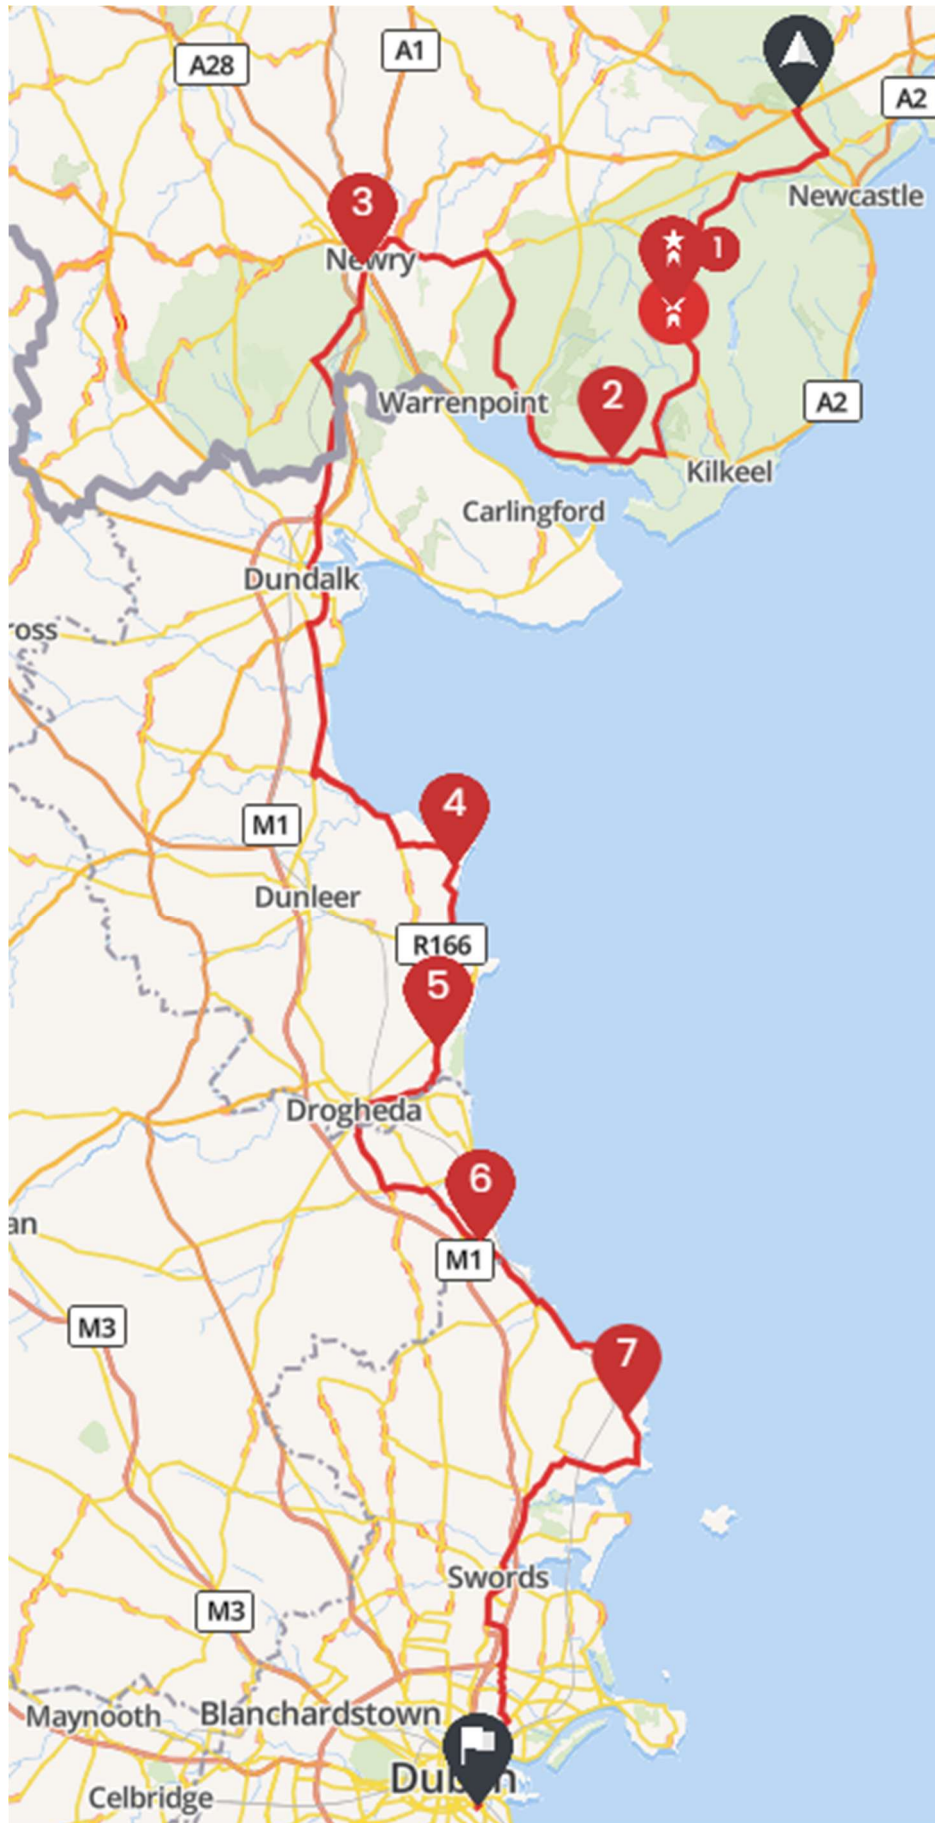 A28
A1
A2
Newcastle
3
1
Newry
2
Warrenpoint
A2
Kilkeel
Carlingford
Dundalk
ross
4
M1
Dunleer
R166
5
Drogheda
6
an
M1
M3
7
Swords
M3
Maynooth
Blanchardstown
Dublin
Celbridge